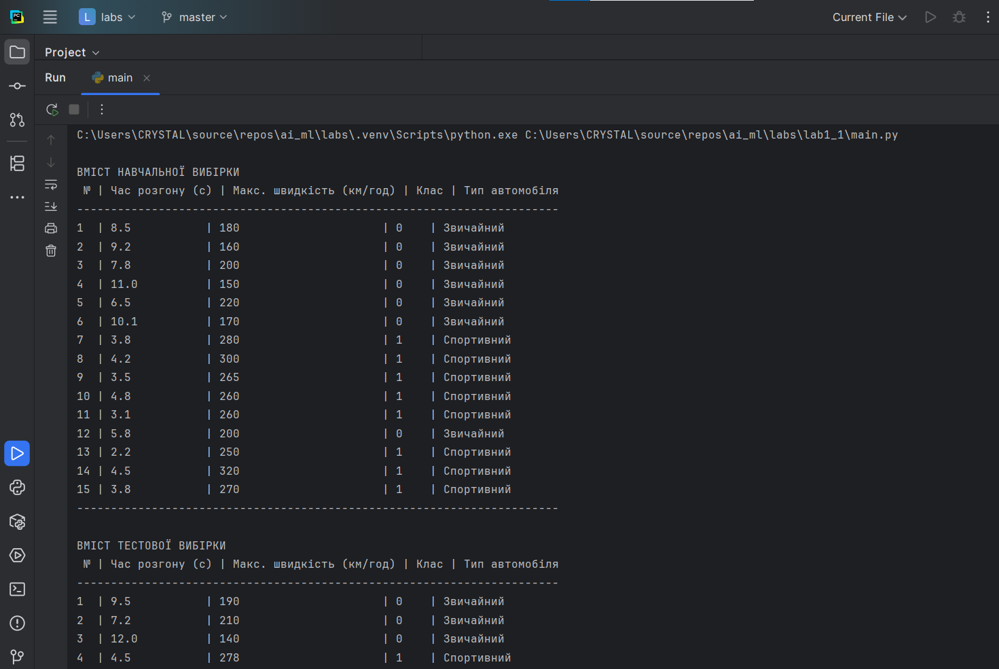 PC
L labs master Current File
Project
Run main
C:\Users\CRYSTAL\source\repos\ai_ml\labs\.venv\Scripts\python.exe C:\Users\CRYSTAL\source\repos\ai_ml\labs\lab1_1\main.py
ВМІСТ НАВЧАЛЬНОЇ ВИБІРКИ
№ | Час розгону (с) | Макс. швидкість (км/год) | Клас | Тип автомобіля
-----------------------------------------------------------------------
1 | 8.5 | 180 | 0 | Звичайний
2 | 9.2 | 160 | 0 | Звичайний
3 | 7.8 | 200 | 0 | Звичайний
4 | 11.0 | 150 | 0 | Звичайний
5 | 6.5 | 220 | 0 | Звичайний
6 | 10.1 | 170 | 0 | Звичайний
7 | 3.8 | 280 | 1 | Спортивний
8 | 4.2 | 300 | 1 | Спортивний
9 | 3.5 | 265 | 1 | Спортивний
10 | 4.8 | 260 | 1 | Спортивний
11 | 3.1 | 260 | 1 | Спортивний
12 | 5.8 | 200 | 0 | Звичайний
13 | 2.2 | 250 | 1 | Спортивний
14 | 4.5 | 320 | 1 | Спортивний
15 | 3.8 | 270 | 1 | Спортивний
-----------------------------------------------------------------------
ВМІСТ ТЕСТОВОЇ ВИБІРКИ
№ | Час розгону (с) | Макс. швидкість (км/год) | Клас | Тип автомобіля
-----------------------------------------------------------------------
1 | 9.5 | 190 | 0 | Звичайний
2 | 7.2 | 210 | 0 | Звичайний
3 | 12.0 | 140 | 0 | Звичайний
4 | 4.5 | 278 | 1 | Спортивний